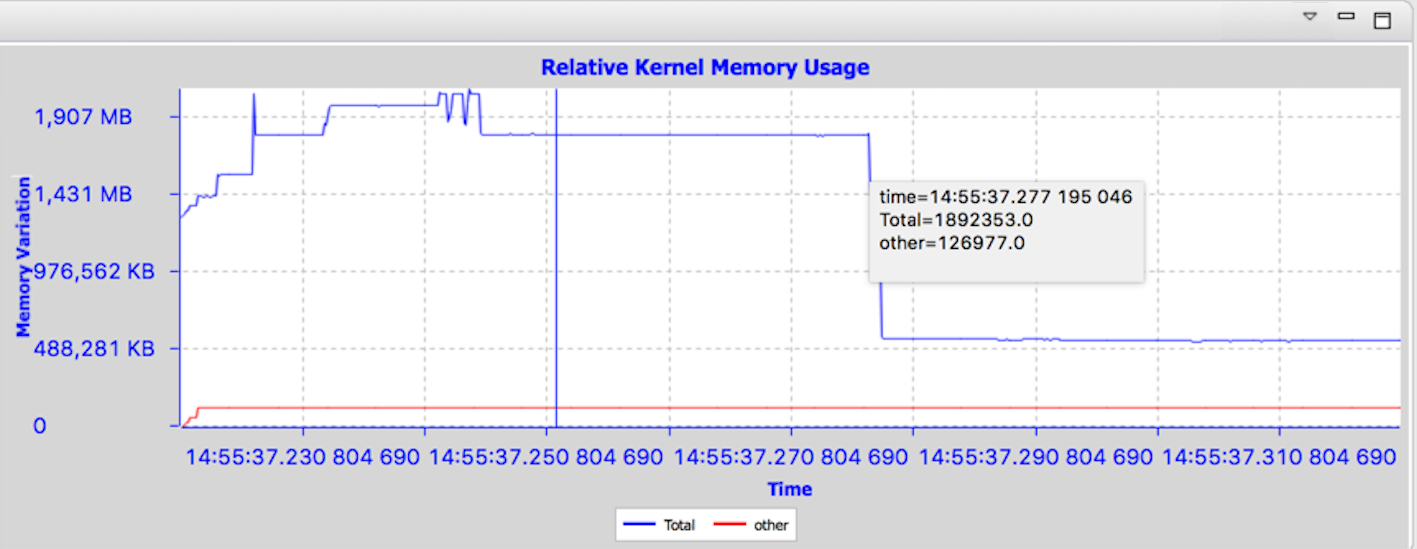 Relative Kernel Memory Usage
1,907 MB
1,431 MB
976,562 KB
488,281 KB
0
Memory Variation
time=14:55:37.277 195 046
Total=1892353.0
other=126977.0
14:55:37.230 804 690 14:55:37.250 804 690 14:55:37.270 804 690 14:55:37.290 804 690 14:55:37.310 804 690
Time
Total other